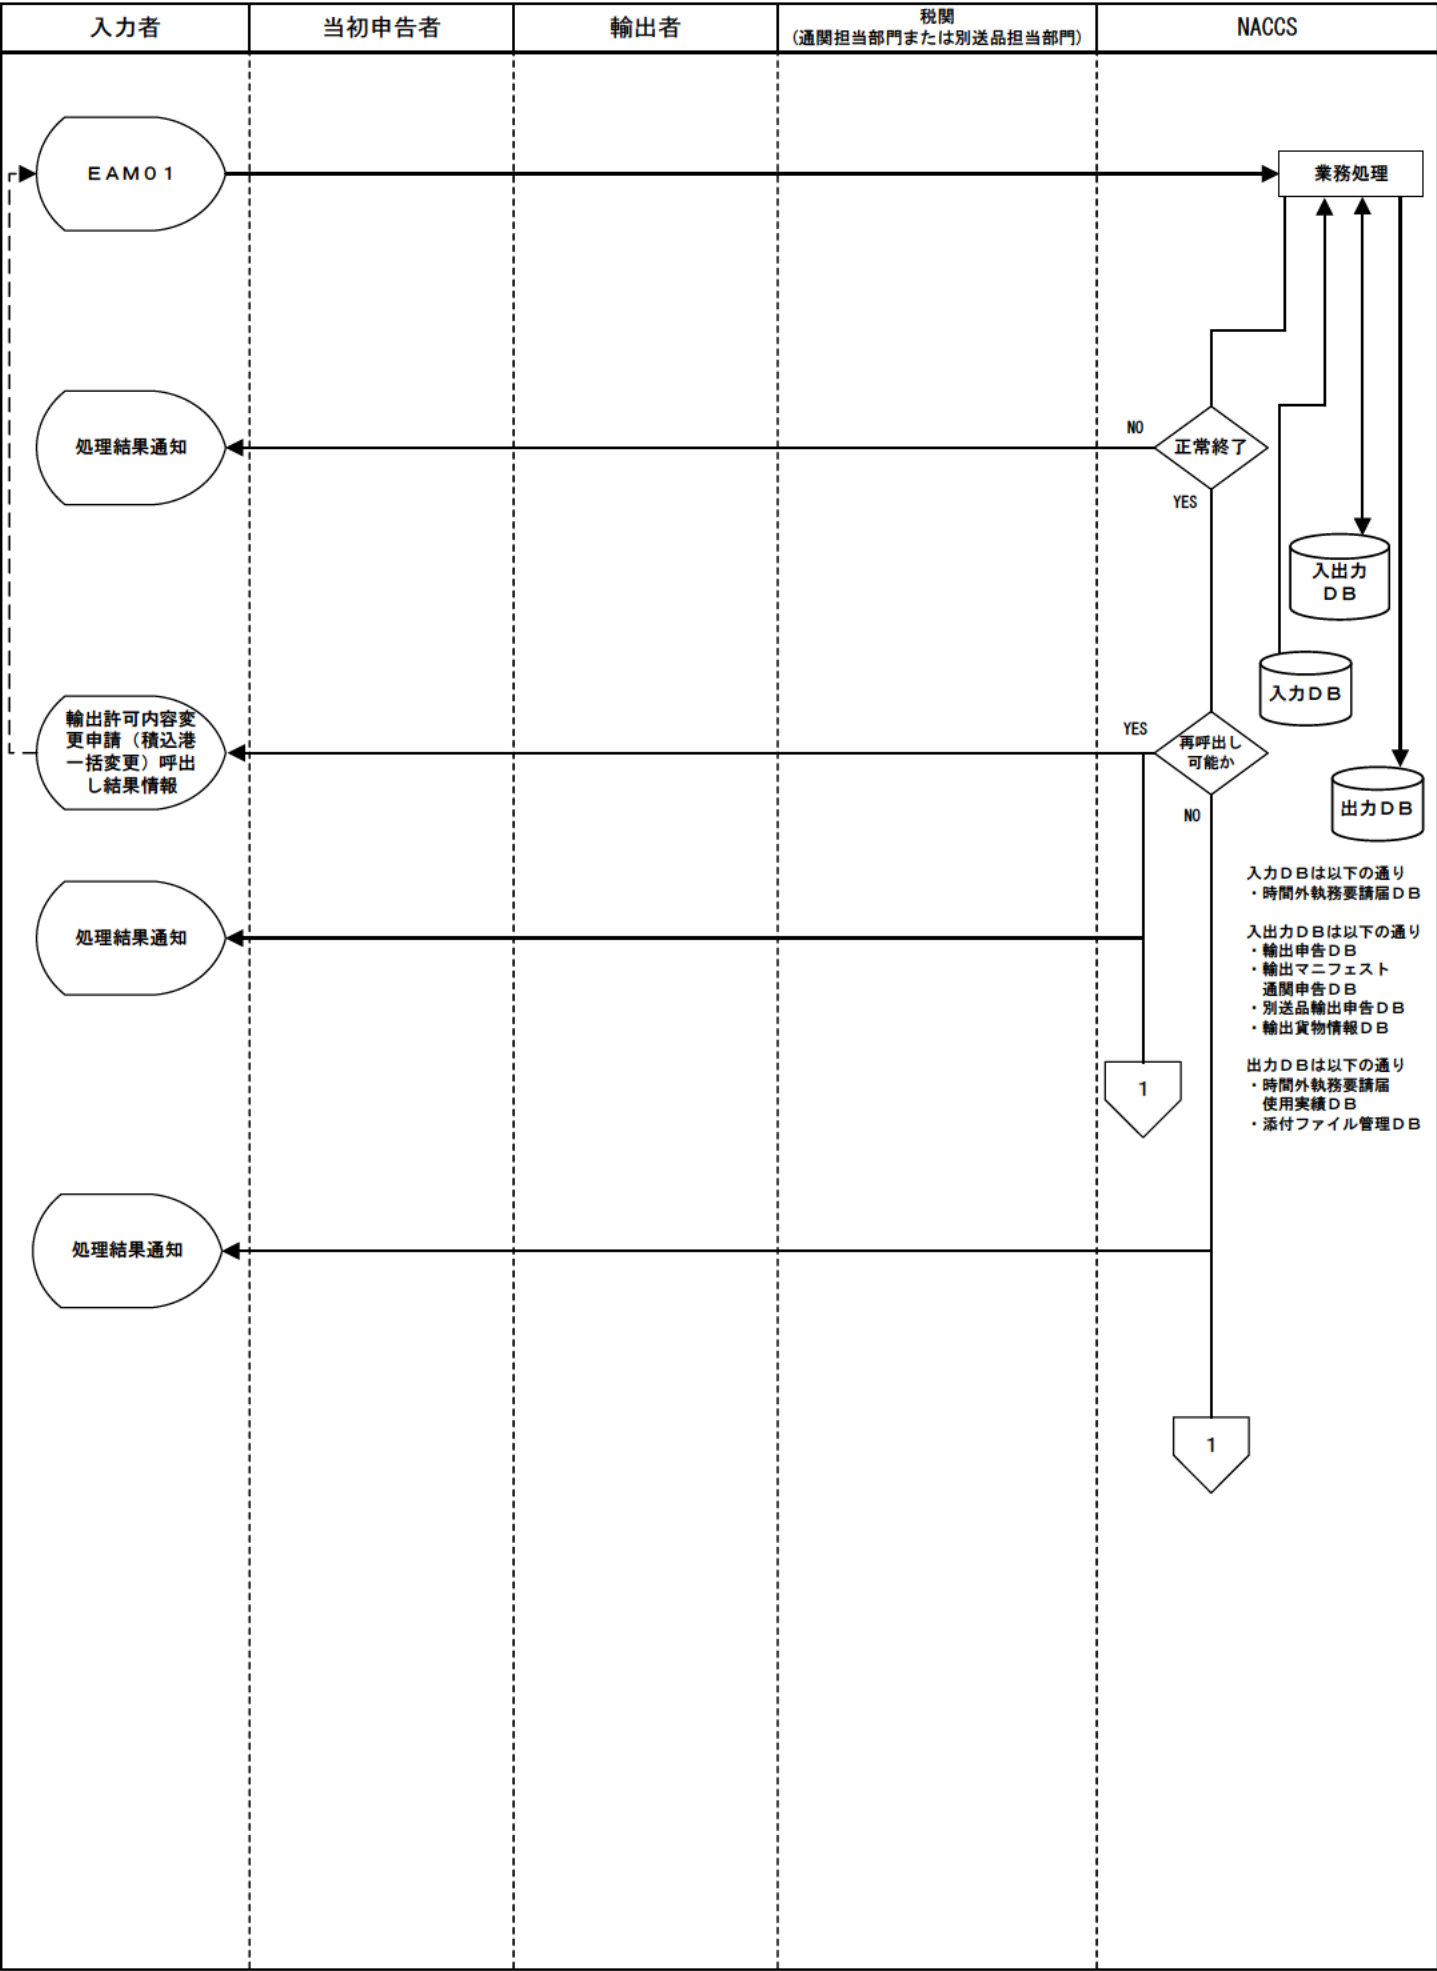 入力者
当初申告者
輸出者
税関
(通関担当部門または別送品担当部門)
NACCS
ＥＡＭ０１
業務処理
処理結果通知
NO
正常終了
YES
入出力
ＤＢ
入力ＤＢ
輸出許可内容変
更申請（積込港
一括変更）呼出
し結果情報
YES
再呼出し
可能か
NO
出力ＤＢ
入力ＤＢは以下の通り
・時間外執務要請届ＤＢ
入出力ＤＢは以下の通り
・輸出申告ＤＢ
・輸出マニフェスト
通関申告ＤＢ
・別送品輸出申告ＤＢ
・輸出貨物情報ＤＢ
出力ＤＢは以下の通り
・時間外執務要請届
使用実績ＤＢ
・添付ファイル管理ＤＢ
処理結果通知
1
処理結果通知
1